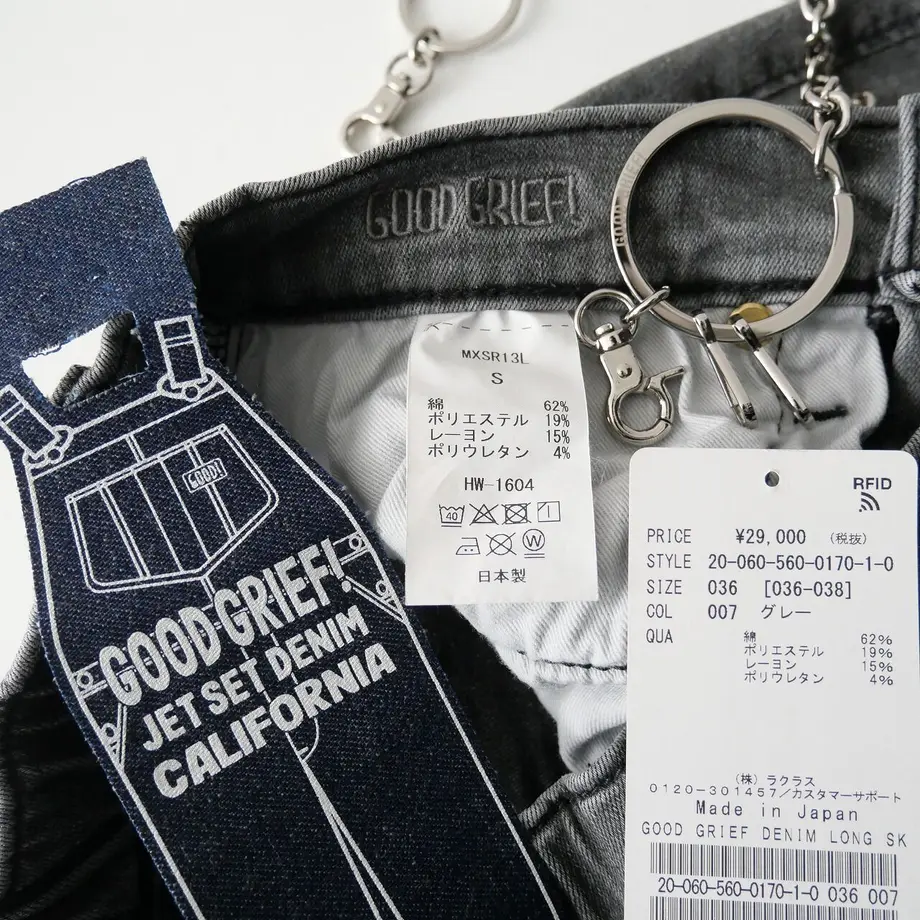 GOOD GRIEF!
GOOD GRIEF!
MXSR13L
S
綿 62%
ポリエステル 19%
レーヨン 15%
ポリウレタン 4%
HW-1604
40
W
日本製
GOOD!
GOOD GRIEF!
JET SET DENIM
CALIFORNIA
RFID
PRICE ¥29,000 (税抜)
STYLE 20-060-560-0170-1-0
SIZE 036 [036-038]
COL 007 グレー
QUA 綿 62%
ポリエステル 19%
レーヨン 15%
ポリウレタン 4%
(株) ラクラス
0120-301457/カスタマーサポート
Made in Japan
GOOD GRIEF DENIM LONG SK
20-060-560-0170-1-0 036 007